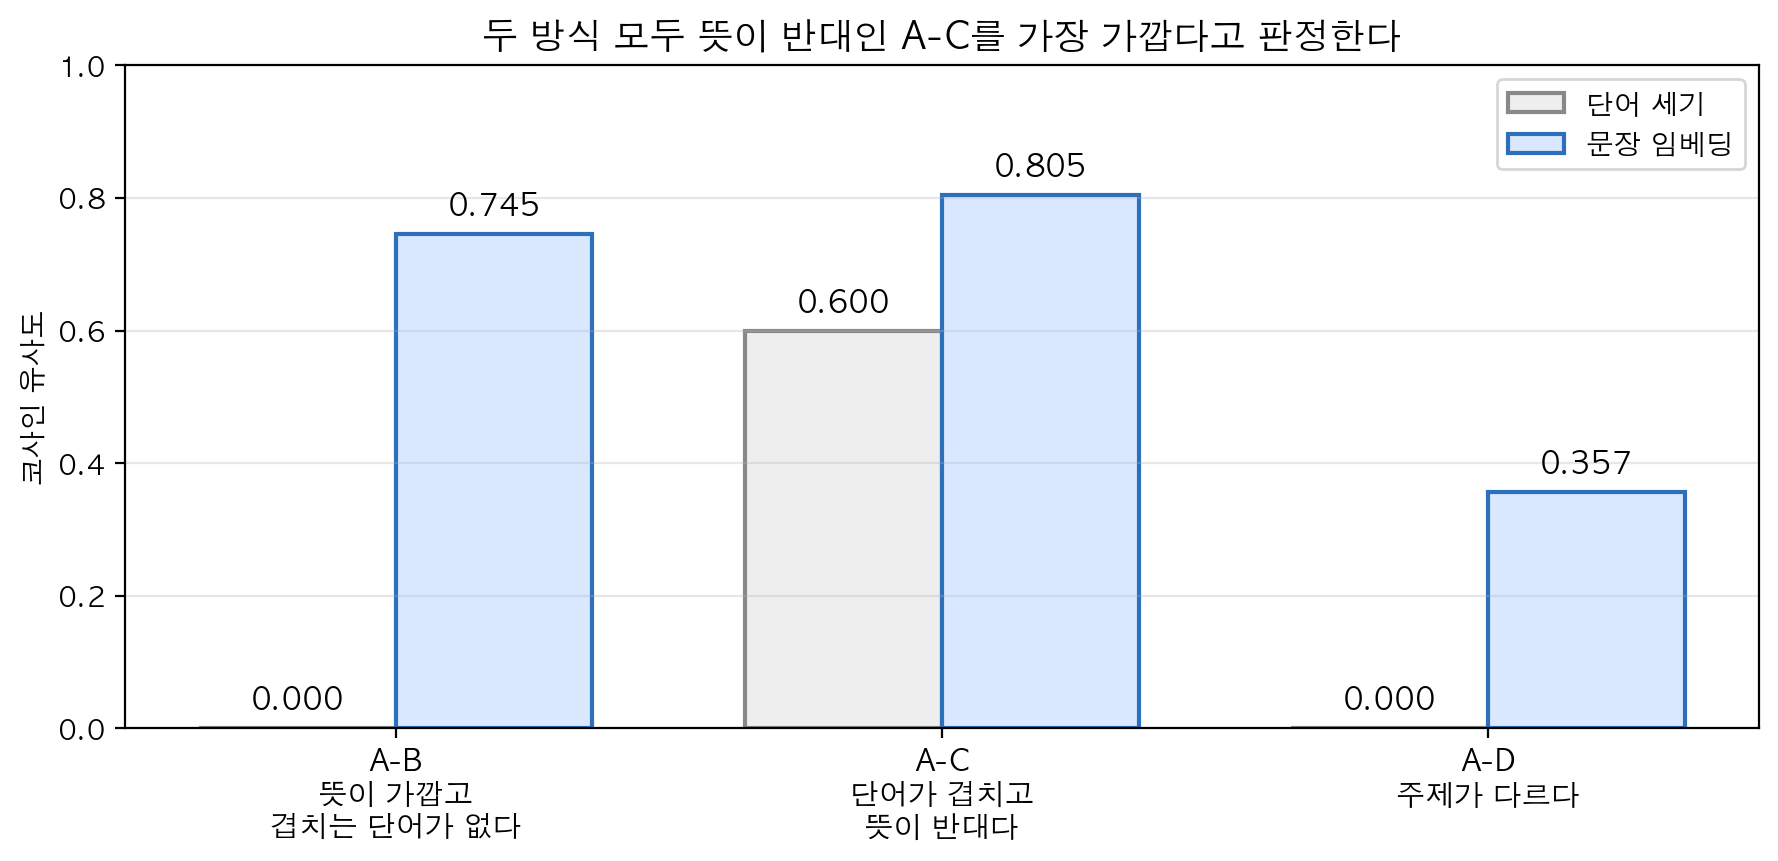 두 방식 모두 뜻이 반대인 A-C를 가장 가깝다고 판정한다
단어 세기
문장 임베딩
코사인 유사도
1.0
0.8
0.6
0.4
0.2
0.0
0.000
0.745
0.600
0.805
0.000
0.357
A-B
뜻이 가깝고
겹치는 단어가 없다
A-C
단어가 겹치고
뜻이 반대다
A-D
주제가 다르다